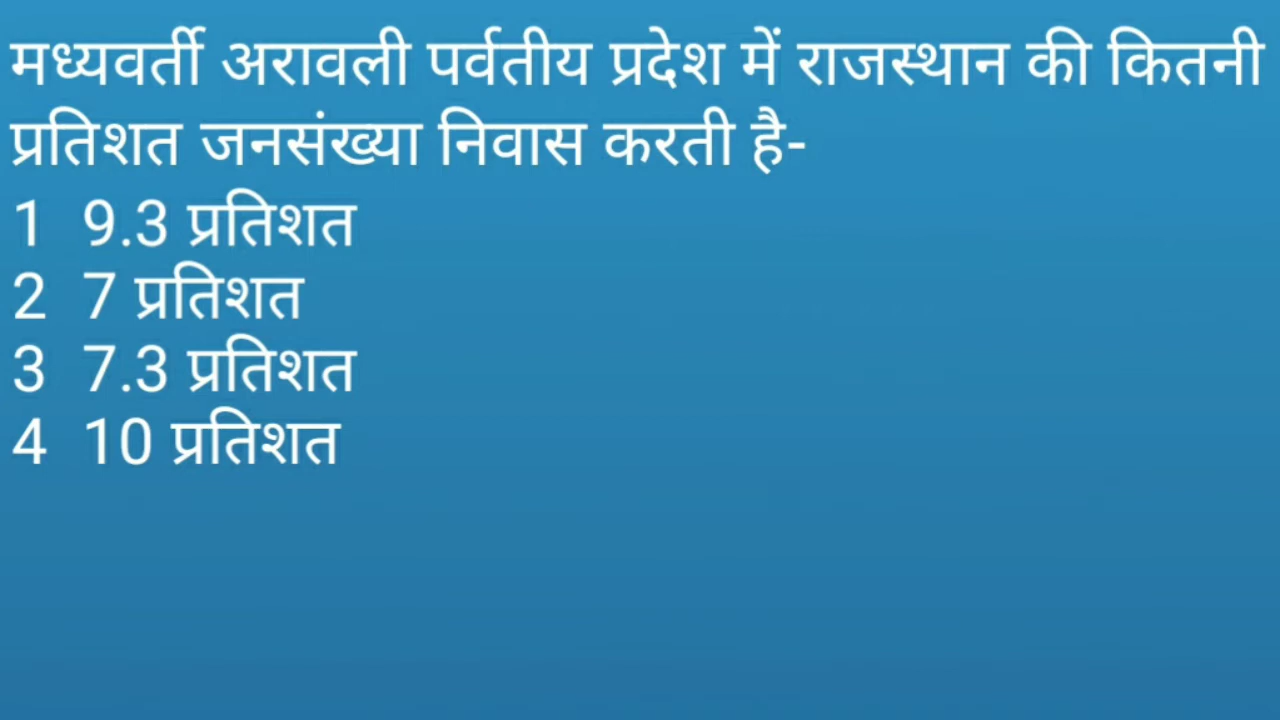 मध्यवर्ती अरावली पर्वतीय प्रदेश में राजस्थान की कितनी
प्रतिशत जनसंख्या निवास करती है-
1 9.3 प्रतिशत
2 7 प्रतिशत
3 7.3 प्रतिशत
4 10 प्रतिशत